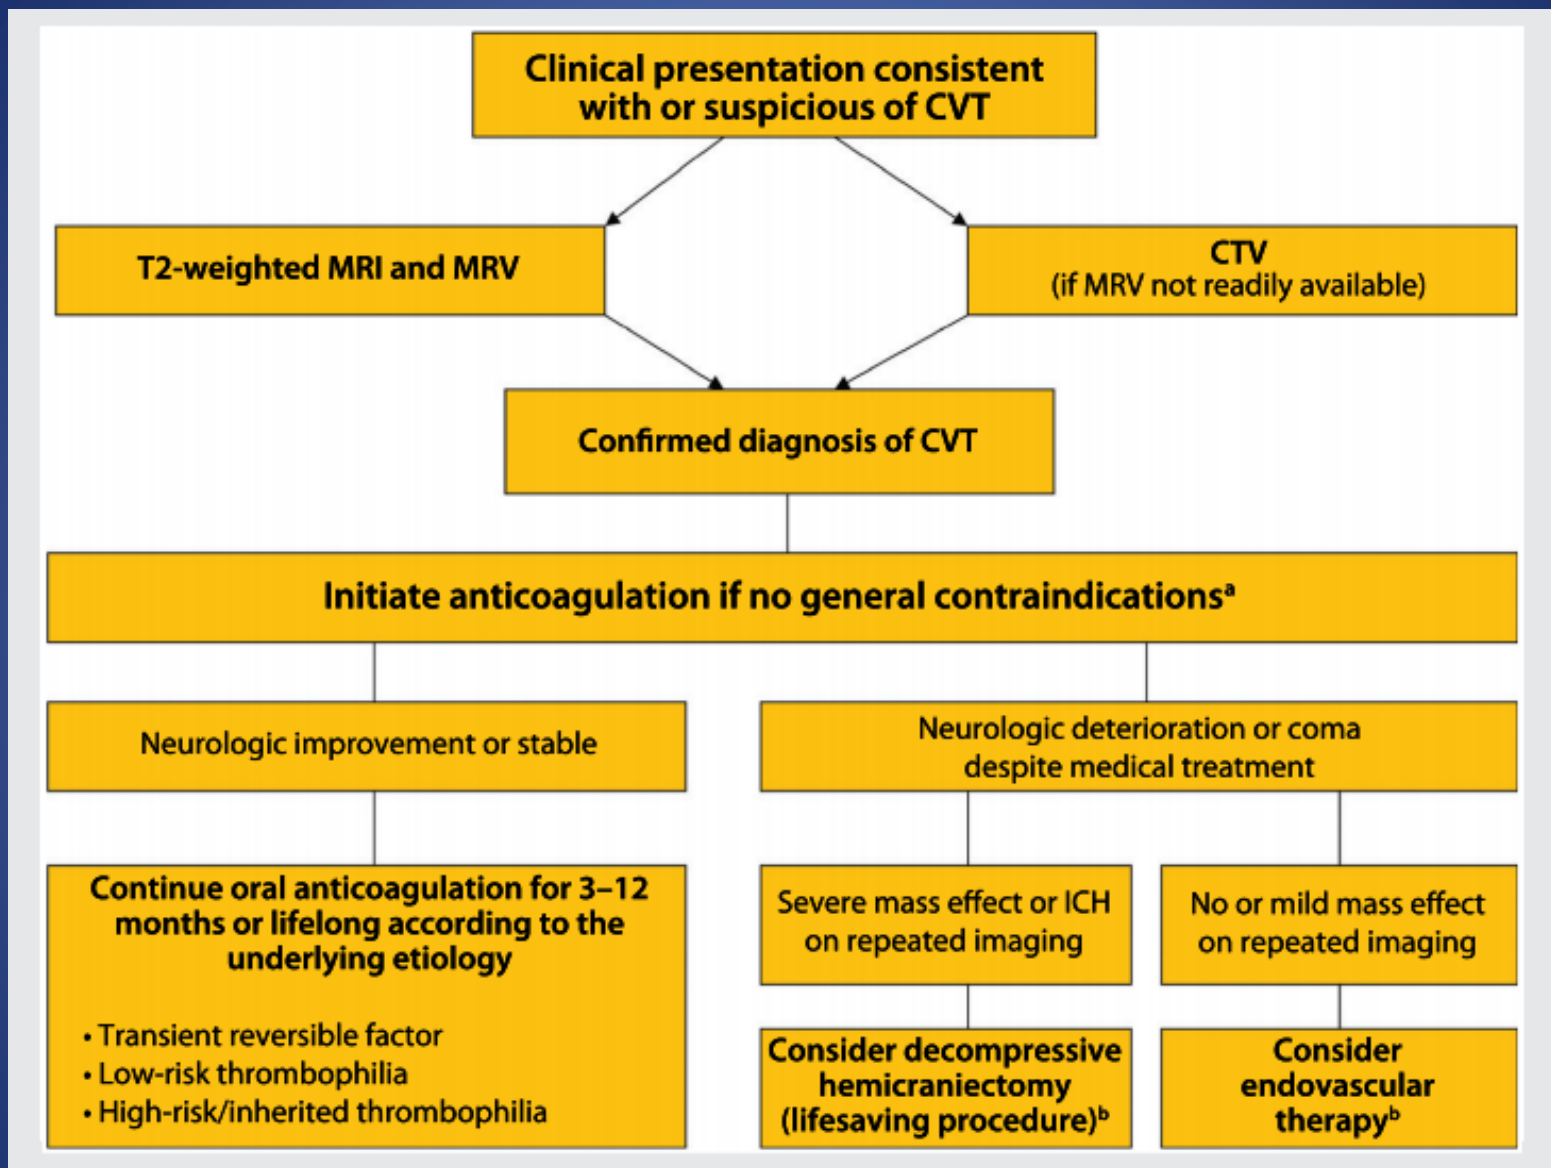 Clinical presentation consistent
with or suspicious of CVT
T2-weighted MRI and MRV
CTV
(if MRV not readily available)
Confirmed diagnosis of CVT
Initiate anticoagulation if no general contraindicationsᵃ
Neurologic improvement or stable
Neurologic deterioration or coma
despite medical treatment
Continue oral anticoagulation for 3–12
months or lifelong according to the
underlying etiology
• Transient reversible factor
• Low-risk thrombophilia
• High-risk/inherited thrombophilia
Severe mass effect or ICH
on repeated imaging
No or mild mass effect
on repeated imaging
Consider decompressive
hemicraniectomy
(lifesaving procedure)ᵇ
Consider
endovascular
therapyᵇ